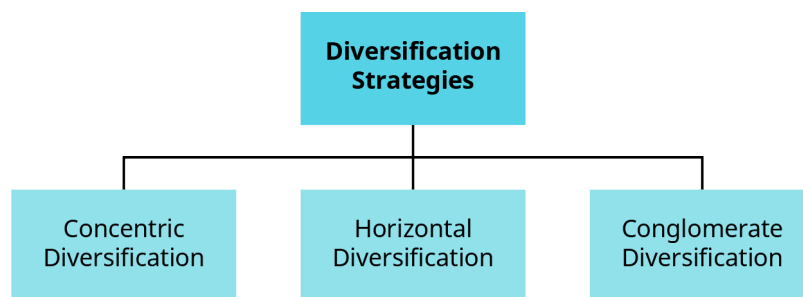 Diversification
Strategies
Concentric
Diversification
Horizontal
Diversification
Conglomerate
Diversification